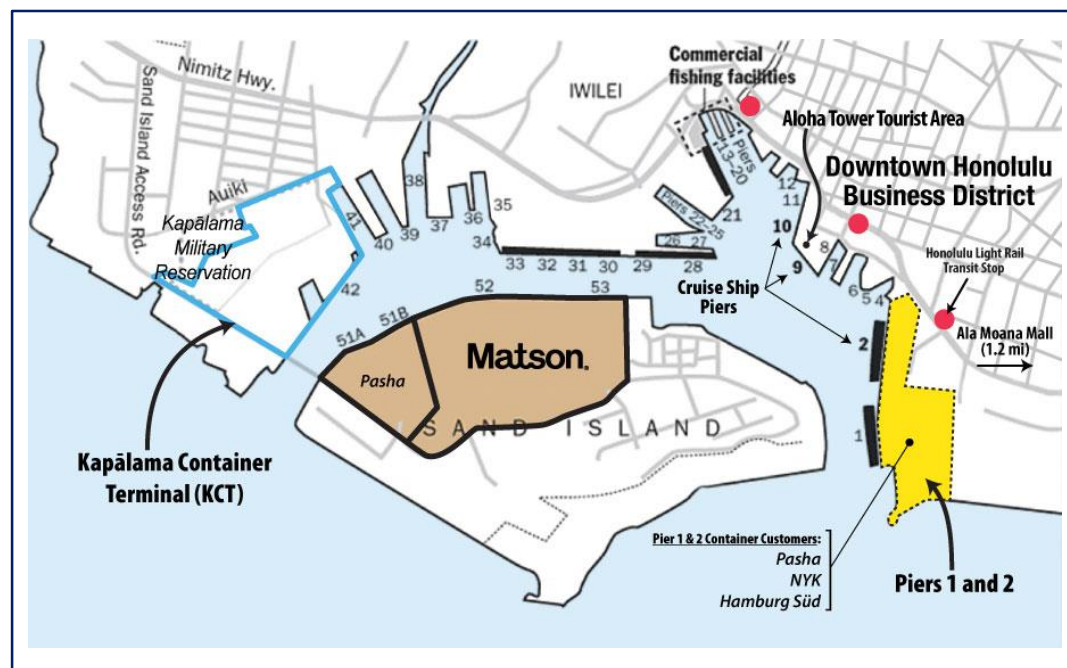 Nimitz Hwy.
Sand Island Access Rd.
Auiki
Kapālama
Military
Reservation
IWILEI
Commercial
fishing facilities
Aloha Tower Tourist Area
Downtown Honolulu
Business District
Honolulu Light Rail
Transit Stop
Ala Moana Mall
(1.2 mi)
Cruise Ship
Piers
Piers
13–20
21
Piers 22–25
26
27
28
29
30
31
32
33
34
35
36
37
38
39
40
41
42
12
11
10
9
8
7
6
5
4
2
1
51A
51B
52
53
Pasha
Matson.
SAND ISLAND
Kapālama Container
Terminal (KCT)
Pier 1 & 2 Container Customers:
Pasha
NYK
Hamburg Süd
Piers 1 and 2